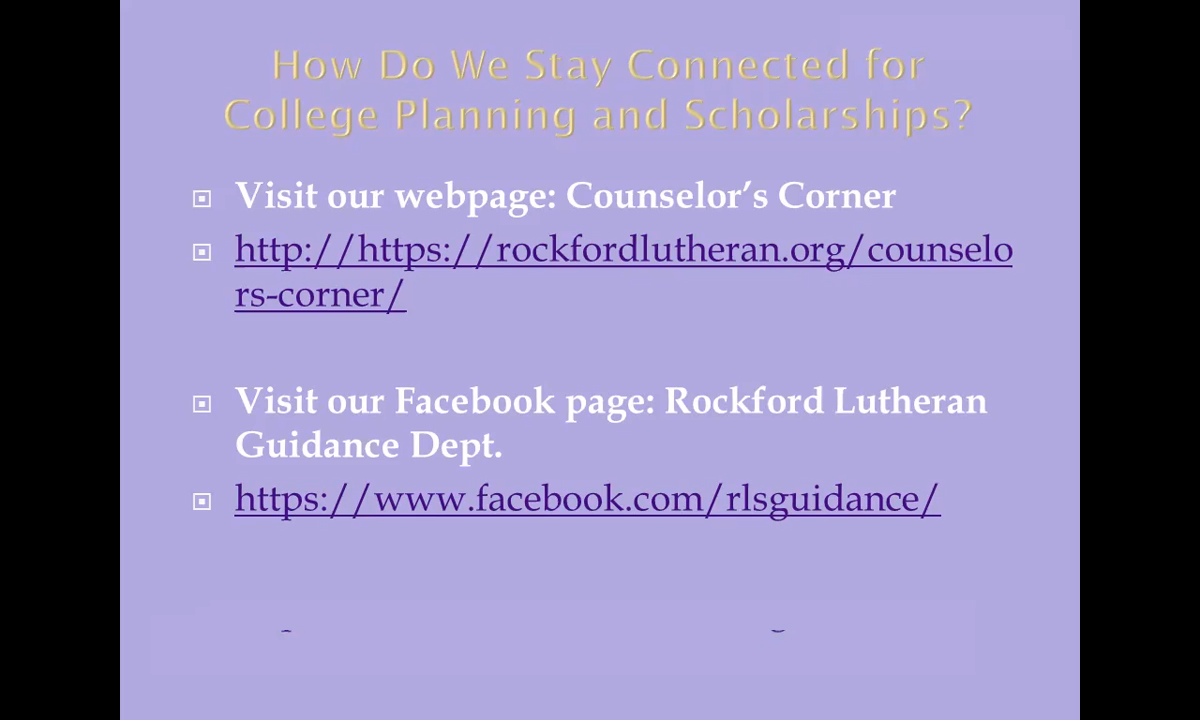 How Do We Stay Connected for
College Planning and Scholarships?
Visit our webpage: Counselor’s Corner
http://https://rockfordlutheran.org/counselo
rs-corner/
Visit our Facebook page: Rockford Lutheran
Guidance Dept.
https://www.facebook.com/rlsguidance/